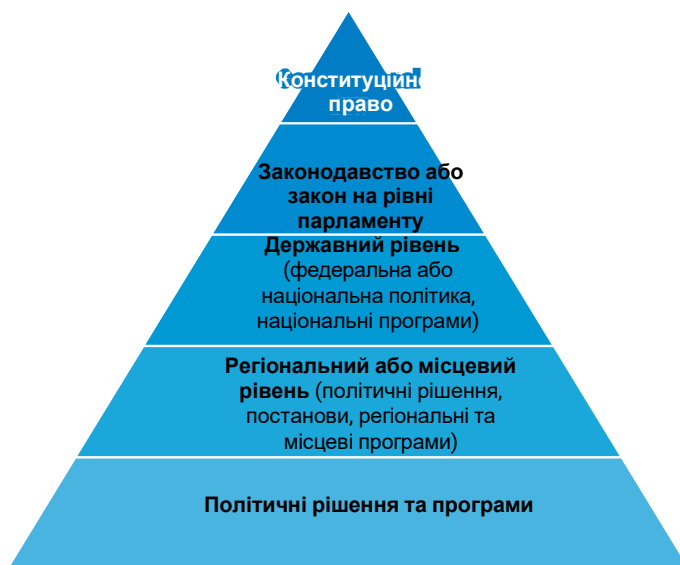 Конституційне
право
Законодавство або
закон на рівні
парламенту
Державний рівень
(федеральна або
національна політика,
національні програми)
Регіональний або місцевий
рівень (політичні рішення,
постанови, регіональні та
місцеві програми)
Політичні рішення та програми